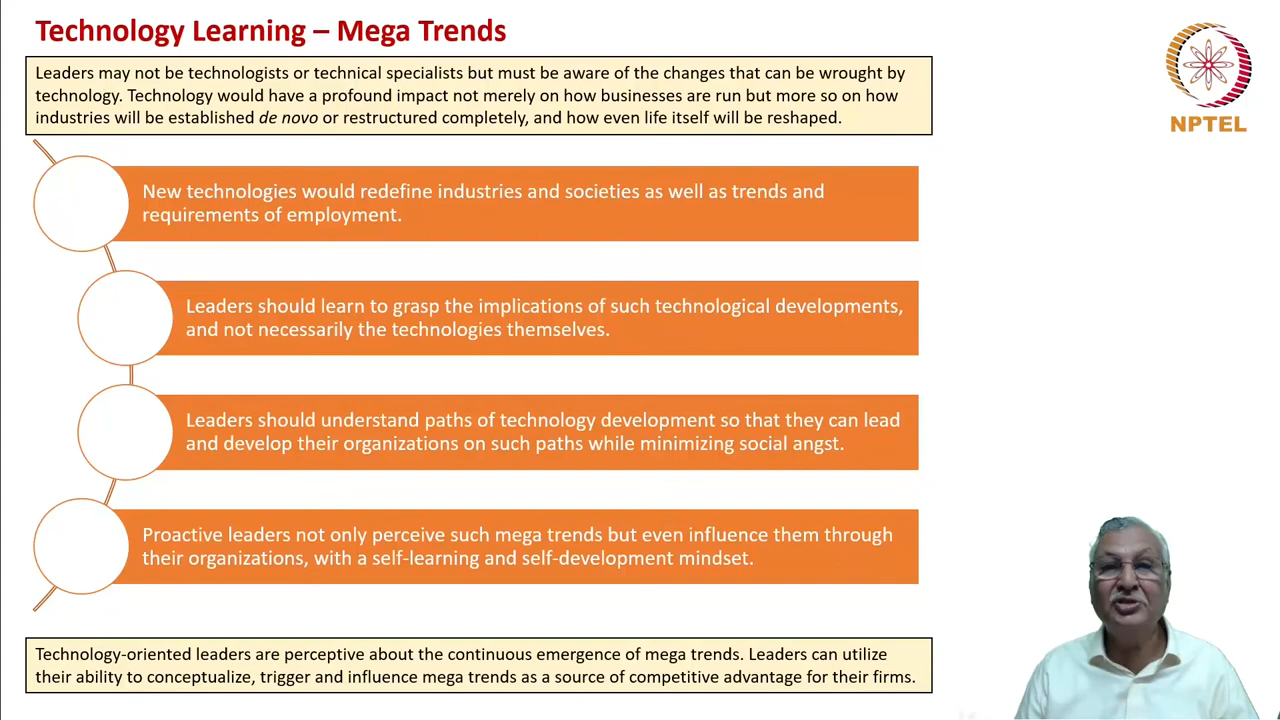 Technology Learning – Mega Trends
Leaders may not be technologists or technical specialists but must be aware of the changes that can be wrought by
technology. Technology would have a profound impact not merely on how businesses are run but more so on how
industries will be established de novo or restructured completely, and how even life itself will be reshaped.
NPTEL
New technologies would redefine industries and societies as well as trends and
requirements of employment.
Leaders should learn to grasp the implications of such technological developments,
and not necessarily the technologies themselves.
Leaders should understand paths of technology development so that they can lead
and develop their organizations on such paths while minimizing social angst.
Proactive leaders not only perceive such mega trends but even influence them through
their organizations, with a self-learning and self-development mindset.
Technology-oriented leaders are perceptive about the continuous emergence of mega trends. Leaders can utilize
their ability to conceptualize, trigger and influence mega trends as a source of competitive advantage for their firms.